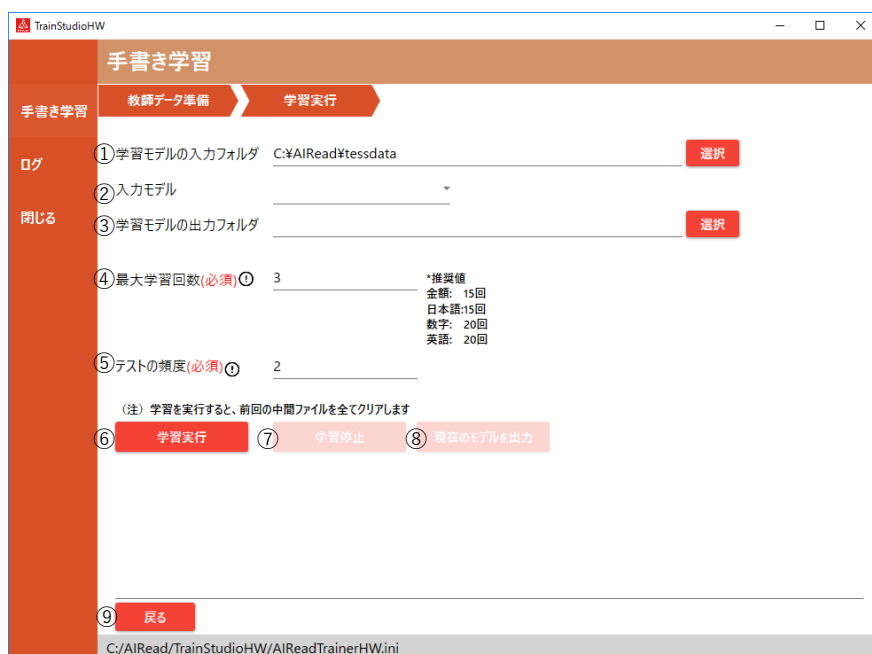 TrainStudioHW
手書き学習
手書き学習
ログ
閉じる
教師データ準備 学習実行
①学習モデルの入力フォルダ C:¥AIRead¥tessdata 選択
②入力モデル
③学習モデルの出力フォルダ 選択
④最大学習回数(必須) 3
*推奨値
金額: 15回
日本語:15回
数字: 20回
英語: 20回
⑤テストの頻度(必須) 2
(注) 学習を実行すると、前回の中間ファイルを全てクリアします
⑥ 学習実行 ⑦ 学習停止 ⑧ 現在のモデルを出力
⑨ 戻る
C:/AIRead/TrainStudioHW/AIReadTrainerHW.ini